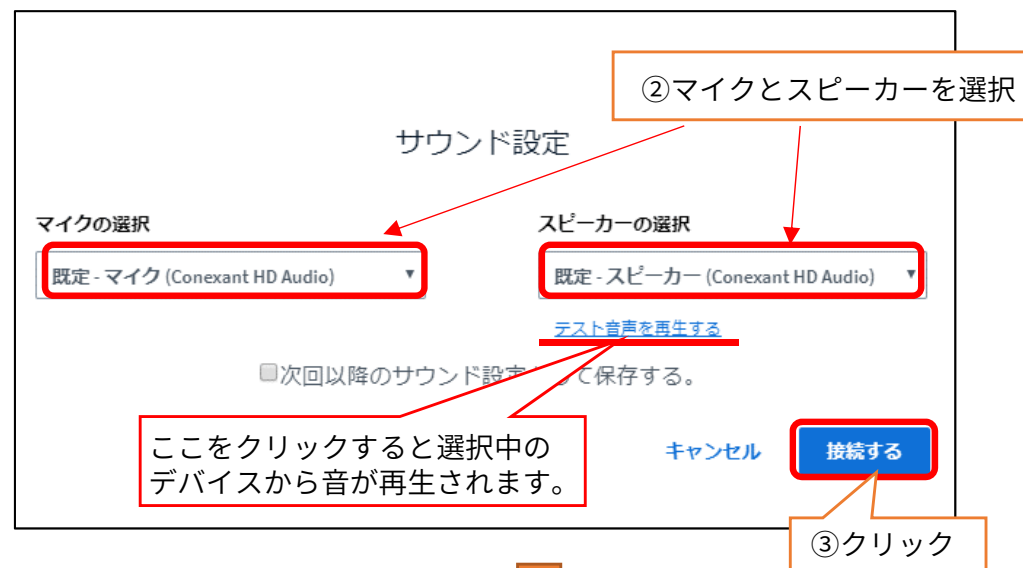 ②マイクとスピーカーを選択
サウンド設定
マイクの選択
スピーカーの選択
既定 - マイク (Conexant HD Audio)
既定 - スピーカー (Conexant HD Audio)
テスト音声を再生する
次回以降のサウンド設定 して保存する。
ここをクリックすると選択中の
デバイスから音が再生されます。
キャンセル
接続する
③クリック